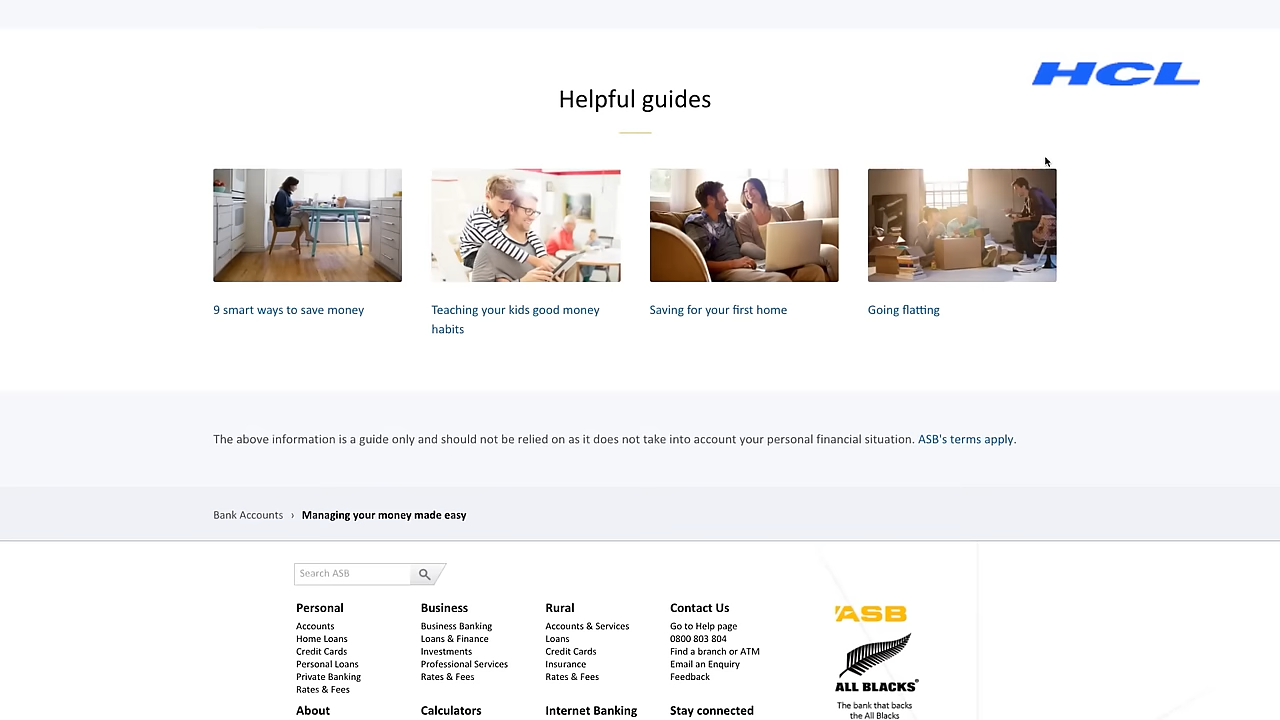 HCL
Helpful guides
9 smart ways to save money
Teaching your kids good money
habits
Saving for your first home
Going flatting
The above information is a guide only and should not be relied on as it does not take into account your personal financial situation. ASB's terms apply.
Bank Accounts › Managing your money made easy
Search ASB
Personal
Accounts
Home Loans
Credit Cards
Personal Loans
Private Banking
Rates & Fees
Business
Business Banking
Loans & Finance
Investments
Professional Services
Rates & Fees
Rural
Accounts & Services
Loans
Credit Cards
Insurance
Rates & Fees
Contact Us
Go to Help page
0800 803 804
Find a branch or ATM
Email an Enquiry
Feedback
ASB
ALL BLACKS
The bank that backs
the All Blacks
About
Calculators
Internet Banking
Stay connected